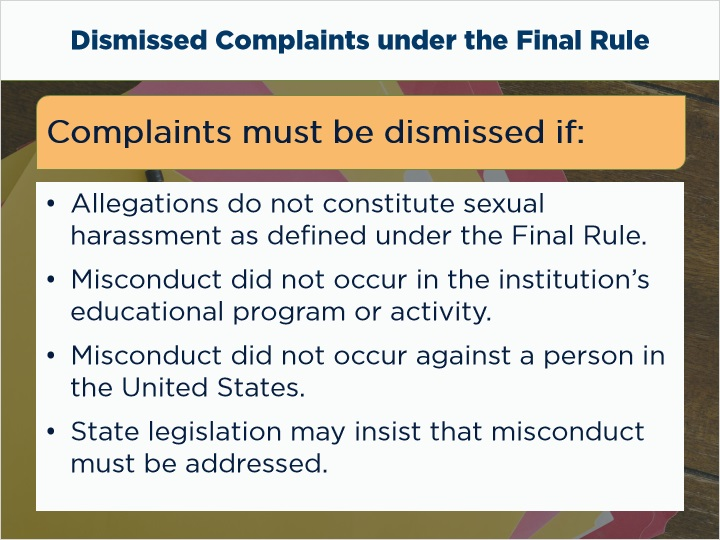 Dismissed Complaints under the Final Rule
Complaints must be dismissed if:
• Allegations do not constitute sexual
harassment as defined under the Final Rule.
• Misconduct did not occur in the institution’s
educational program or activity.
• Misconduct did not occur against a person in
the United States.
• State legislation may insist that misconduct
must be addressed.